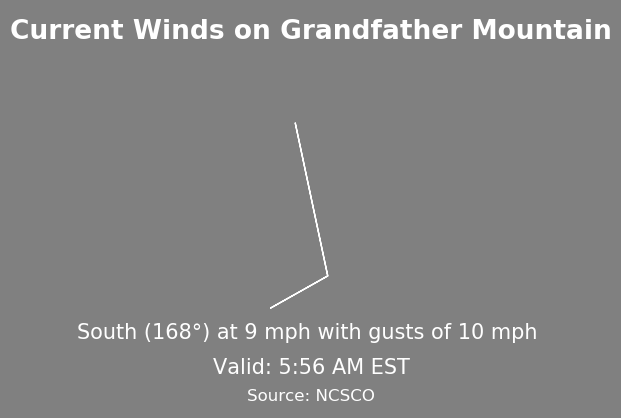 Current Winds on Grandfather Mountain
South (168°) at 9 mph with gusts of 10 mph
Valid: 5:56 AM EST
Source: NCSCO